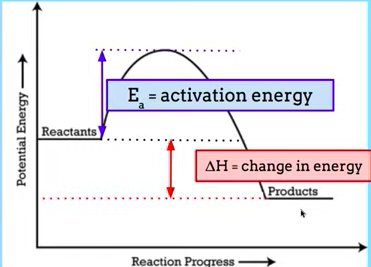 Potential Energy
Eₐ = activation energy
Reactants
ΔH = change in energy
Products
Reaction Progress